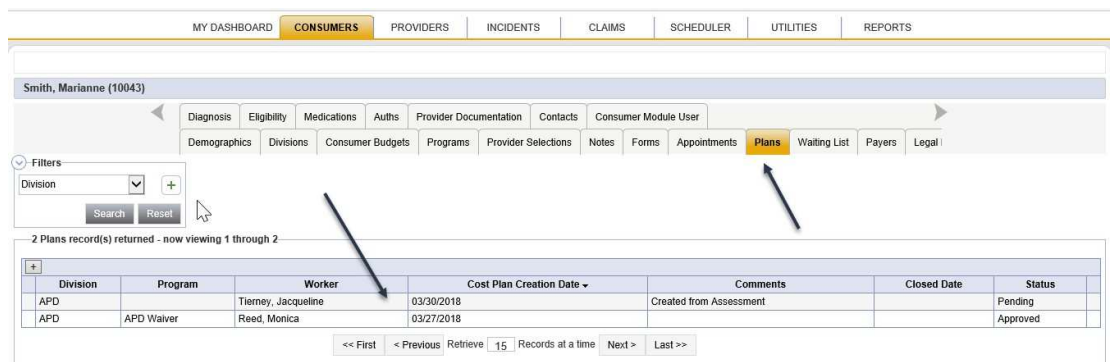 MY DASHBOARD CONSUMERS PROVIDERS INCIDENTS CLAIMS SCHEDULER UTILITIES REPORTS
Smith, Marianne (10043)
Diagnosis Eligibility Medications Auths Provider Documentation Contacts Consumer Module User
Demographics Divisions Consumer Budgets Programs Provider Selections Notes Forms Appointments Plans Waiting List Payers Legal
Filters
Division +
Search Reset
2 Plans record(s) returned - now viewing 1 through 2
+
Division Program Worker Cost Plan Creation Date Comments Closed Date Status
APD Tierney, Jacqueline 03/30/2018 Created from Assessment Pending
APD APD Waiver Reed, Monica 03/27/2018 Approved
<< First < Previous Retrieve 15 Records at a time Next > Last >>